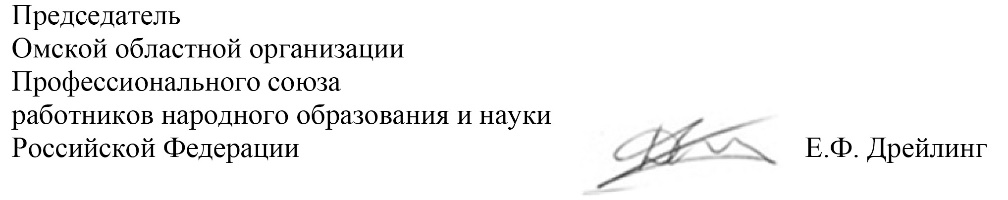 Председатель
Омской областной организации
Профессионального союза
работников народного образования и науки
Российской Федерации Е.Ф. Дрейлинг